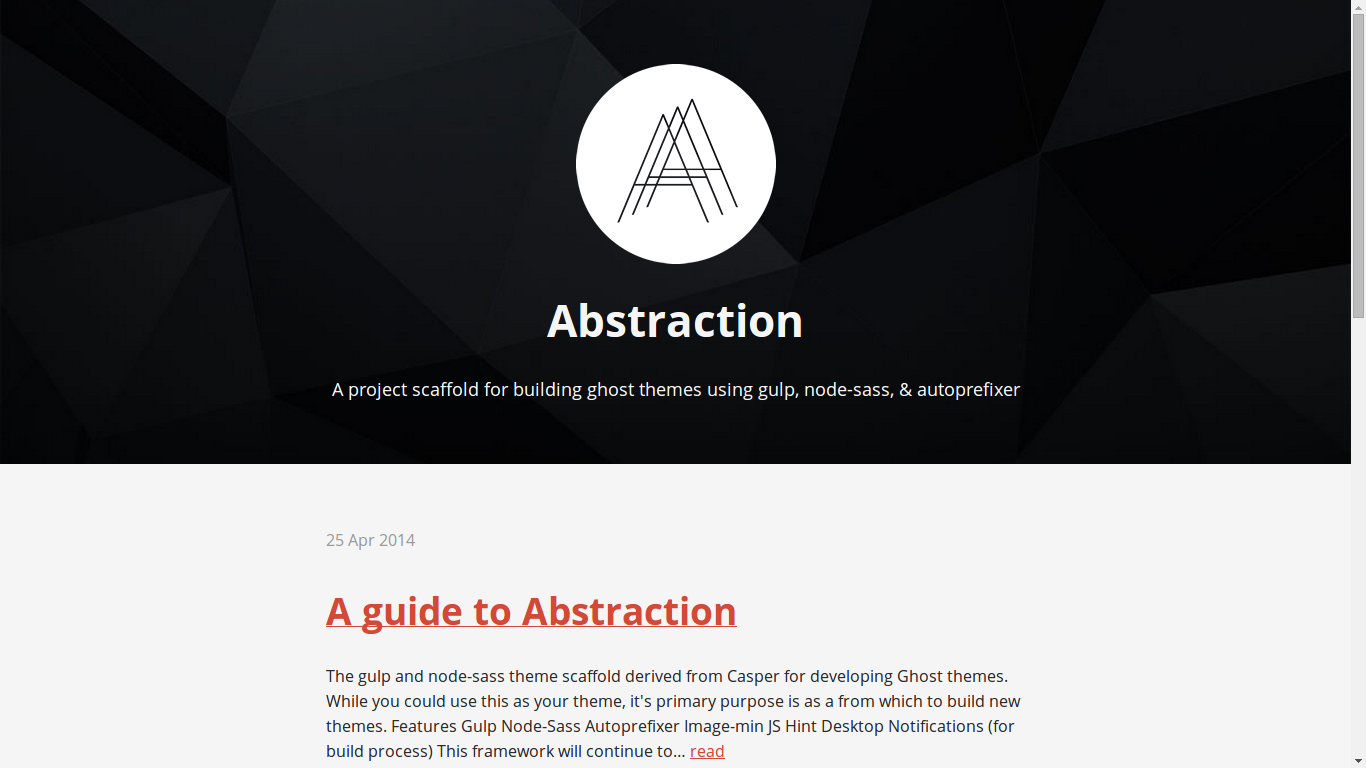 Abstraction
A project scaffold for building ghost themes using gulp, node-sass, & autoprefixer
25 Apr 2014
A guide to Abstraction
The gulp and node-sass theme scaffold derived from Casper for developing Ghost themes.
While you could use this as your theme, it's primary purpose is as a from which to build new
themes. Features Gulp Node-Sass Autoprefixer Image-min JS Hint Desktop Notifications (for
build process) This framework will continue to... read